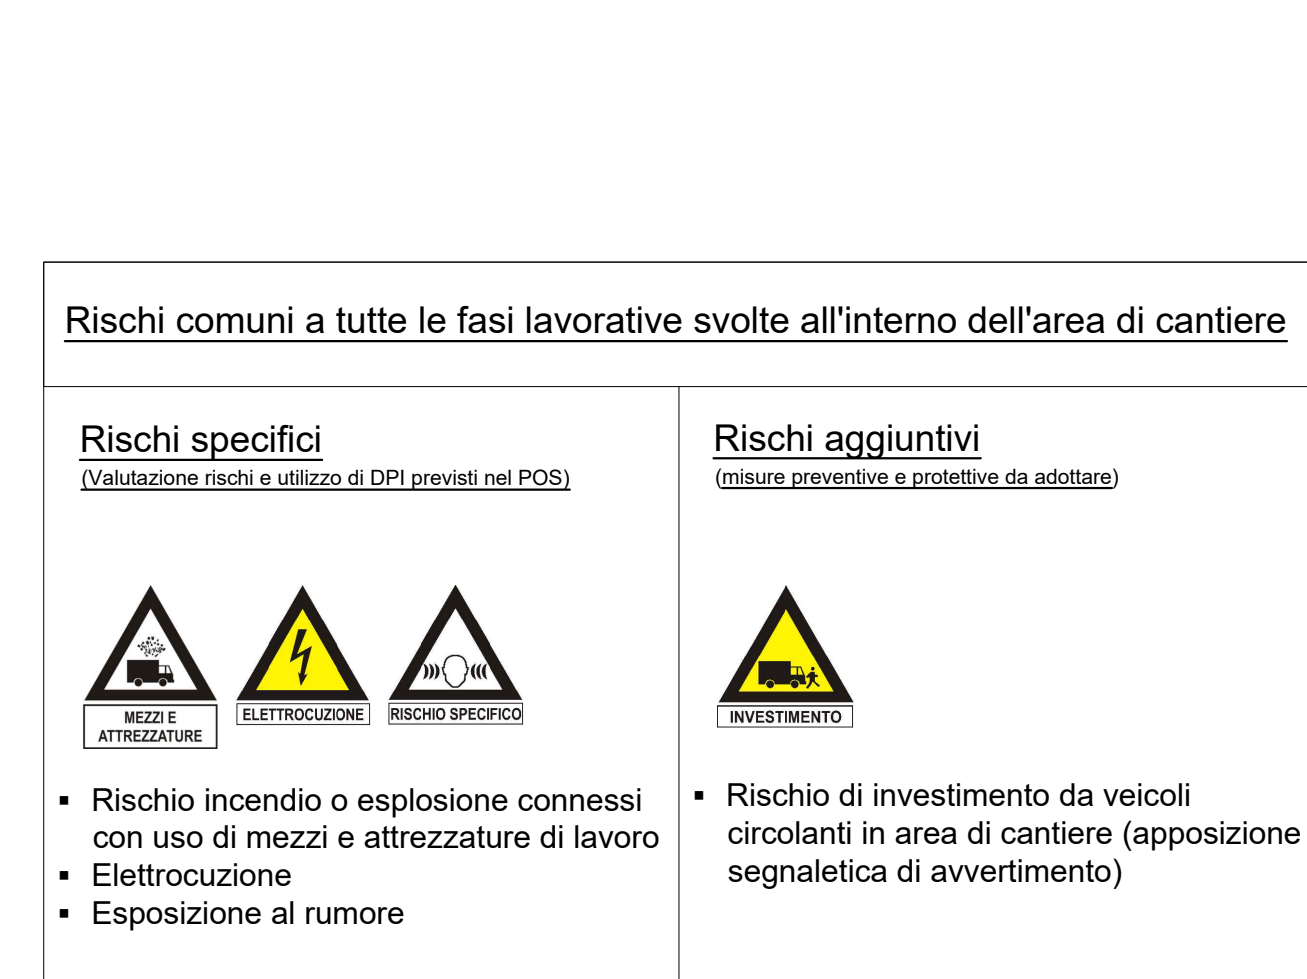 Rischi comuni a tutte le fasi lavorative svolte all'interno dell'area di cantiere
Rischi specifici
(Valutazione rischi e utilizzo di DPI previsti nel POS)
MEZZI E
ATTREZZATURE
ELETTROCUZIONE
RISCHIO SPECIFICO
▪ Rischio incendio o esplosione connessi
con uso di mezzi e attrezzature di lavoro
▪ Elettrocuzione
▪ Esposizione al rumore
Rischi aggiuntivi
(misure preventive e protettive da adottare)
INVESTIMENTO
▪ Rischio di investimento da veicoli
circolanti in area di cantiere (apposizione
segnaletica di avvertimento)